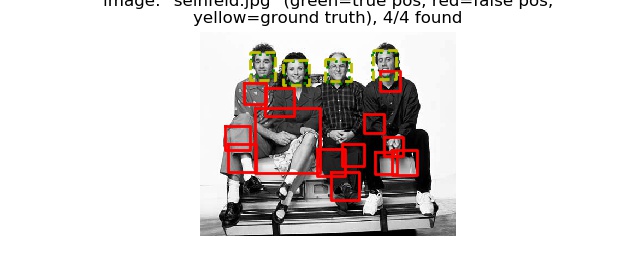 image: "seinfeld.jpg" (green=true pos, red=false pos,
yellow=ground truth), 4/4 found